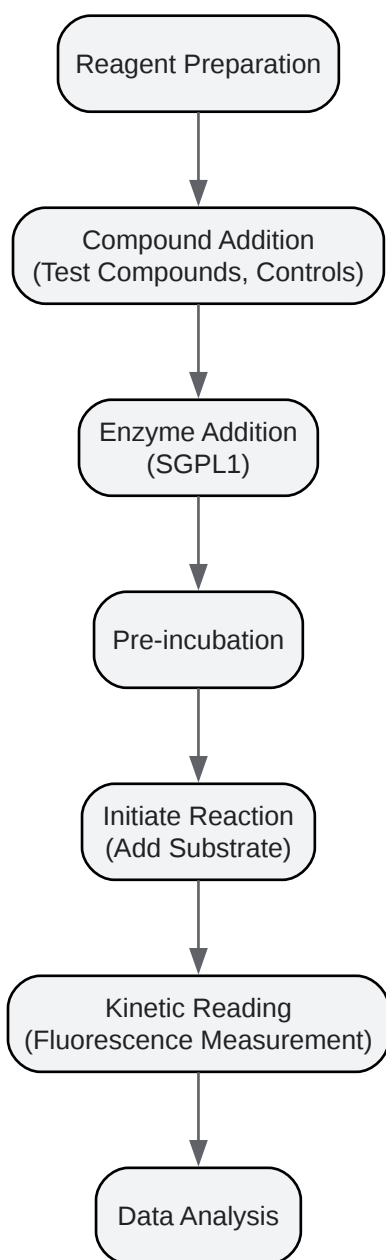 Reagent Preparation
Compound Addition
(Test Compounds, Controls)
Enzyme Addition
(SGPL1)
Pre-incubation
Initiate Reaction
(Add Substrate)
Kinetic Reading
(Fluorescence Measurement)
Data Analysis